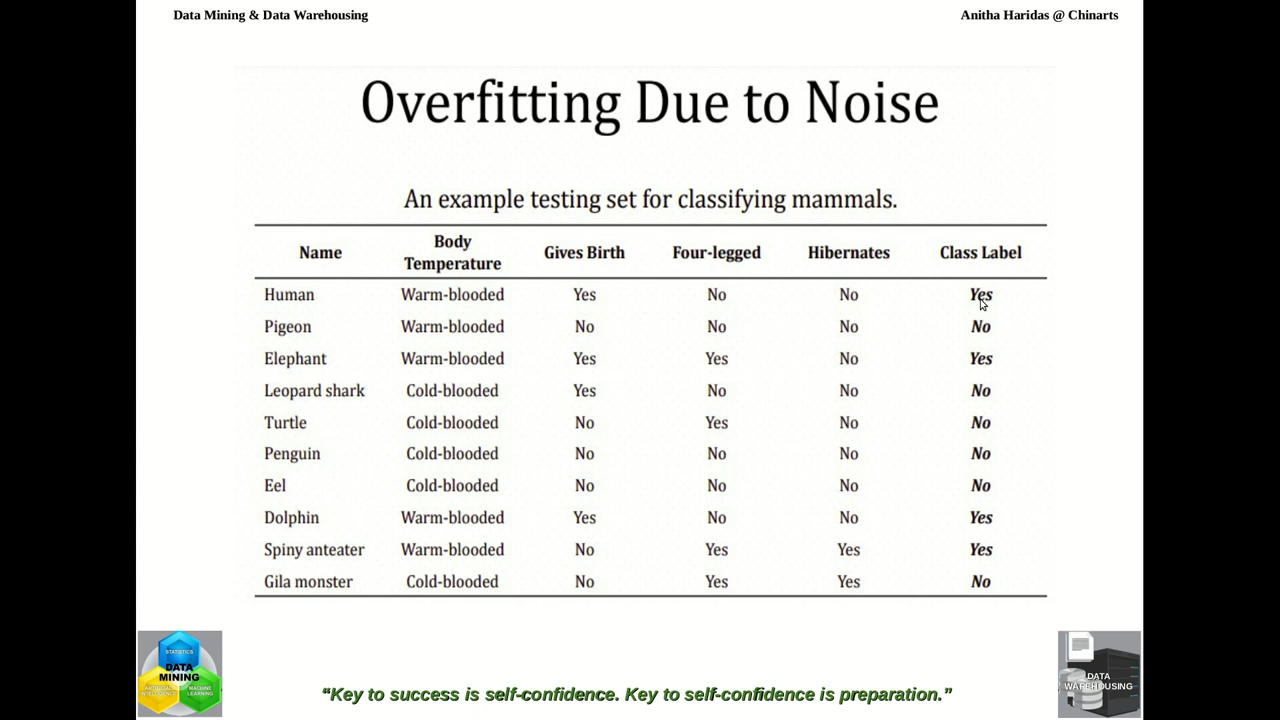 Data Mining & Data Warehousing
Anitha Haridas @ Chinarts
Overfitting Due to Noise
An example testing set for classifying mammals.
Name Body Temperature Gives Birth Four-legged Hibernates Class Label
Human Warm-blooded Yes No No Yes
Pigeon Warm-blooded No No No No
Elephant Warm-blooded Yes Yes No Yes
Leopard shark Cold-blooded Yes No No No
Turtle Cold-blooded No Yes No No
Penguin Cold-blooded No No No No
Eel Cold-blooded No No No No
Dolphin Warm-blooded Yes No No Yes
Spiny anteater Warm-blooded No Yes Yes Yes
Gila monster Cold-blooded No Yes Yes No
STATISTICS
DATA
MINING
ARTIFICIAL INTELLIGENCE
MACHINE LEARNING
“Key to success is self-confidence. Key to self-confidence is preparation.”
DATA
WAREHOUSING